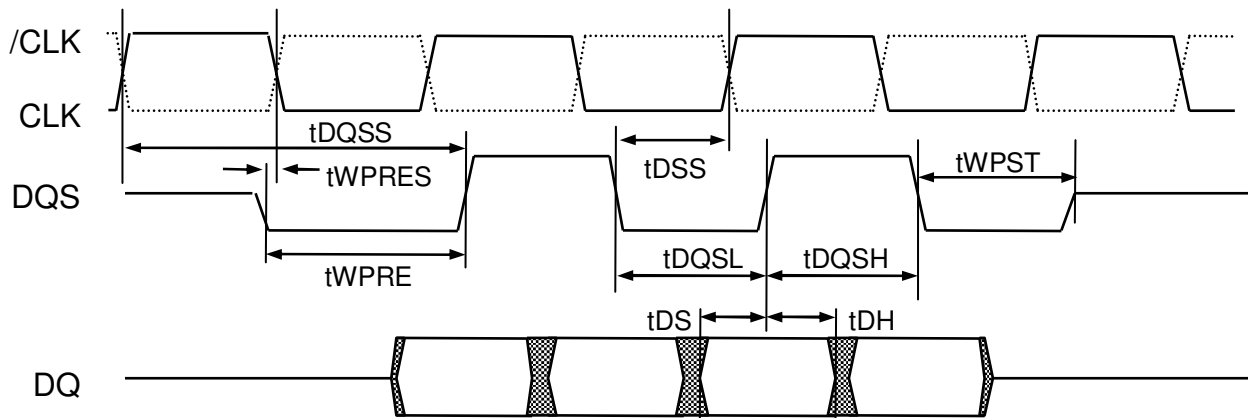 /CLK
CLK
tDQSS
tWPRES
tDSS
tWPST
DQS
tWPRE
tDQSL
tDQSH
tDS
tDH
DQ